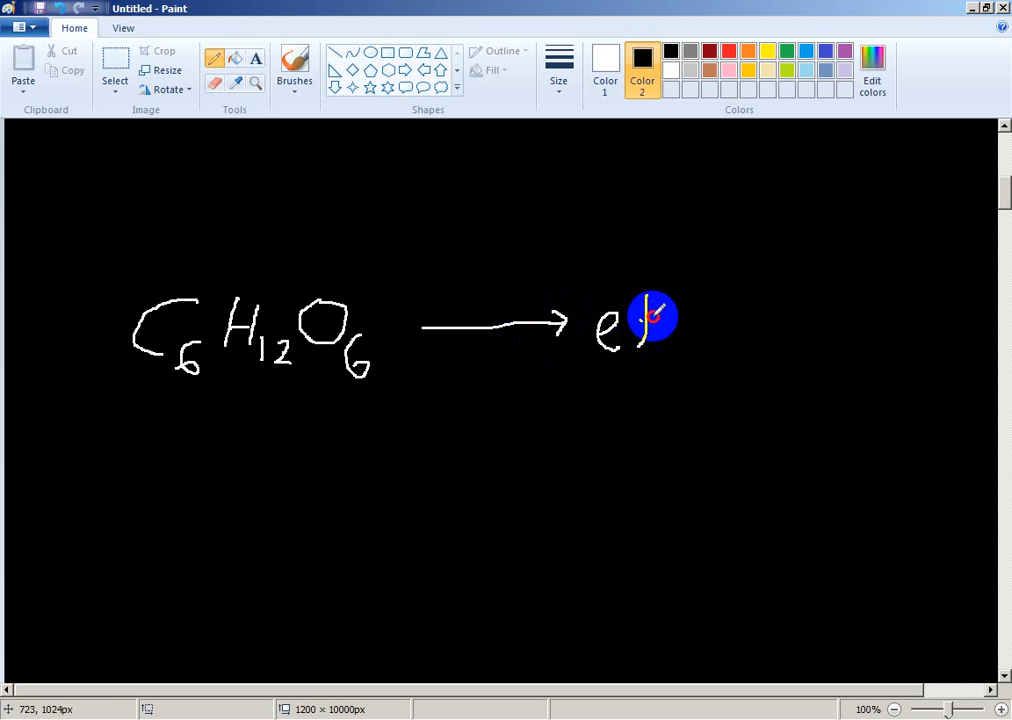 Untitled - Paint
Home View
Paste
Cut
Copy
Clipboard
Select
Crop
Resize
Rotate
Image
A
Tools
Brushes
Shapes
Outline
Fill
Size
Color 1
Color 2
Edit colors
Colors
C₆H₁₂O₆ → e
723, 1024px
1200 × 10000px
100%